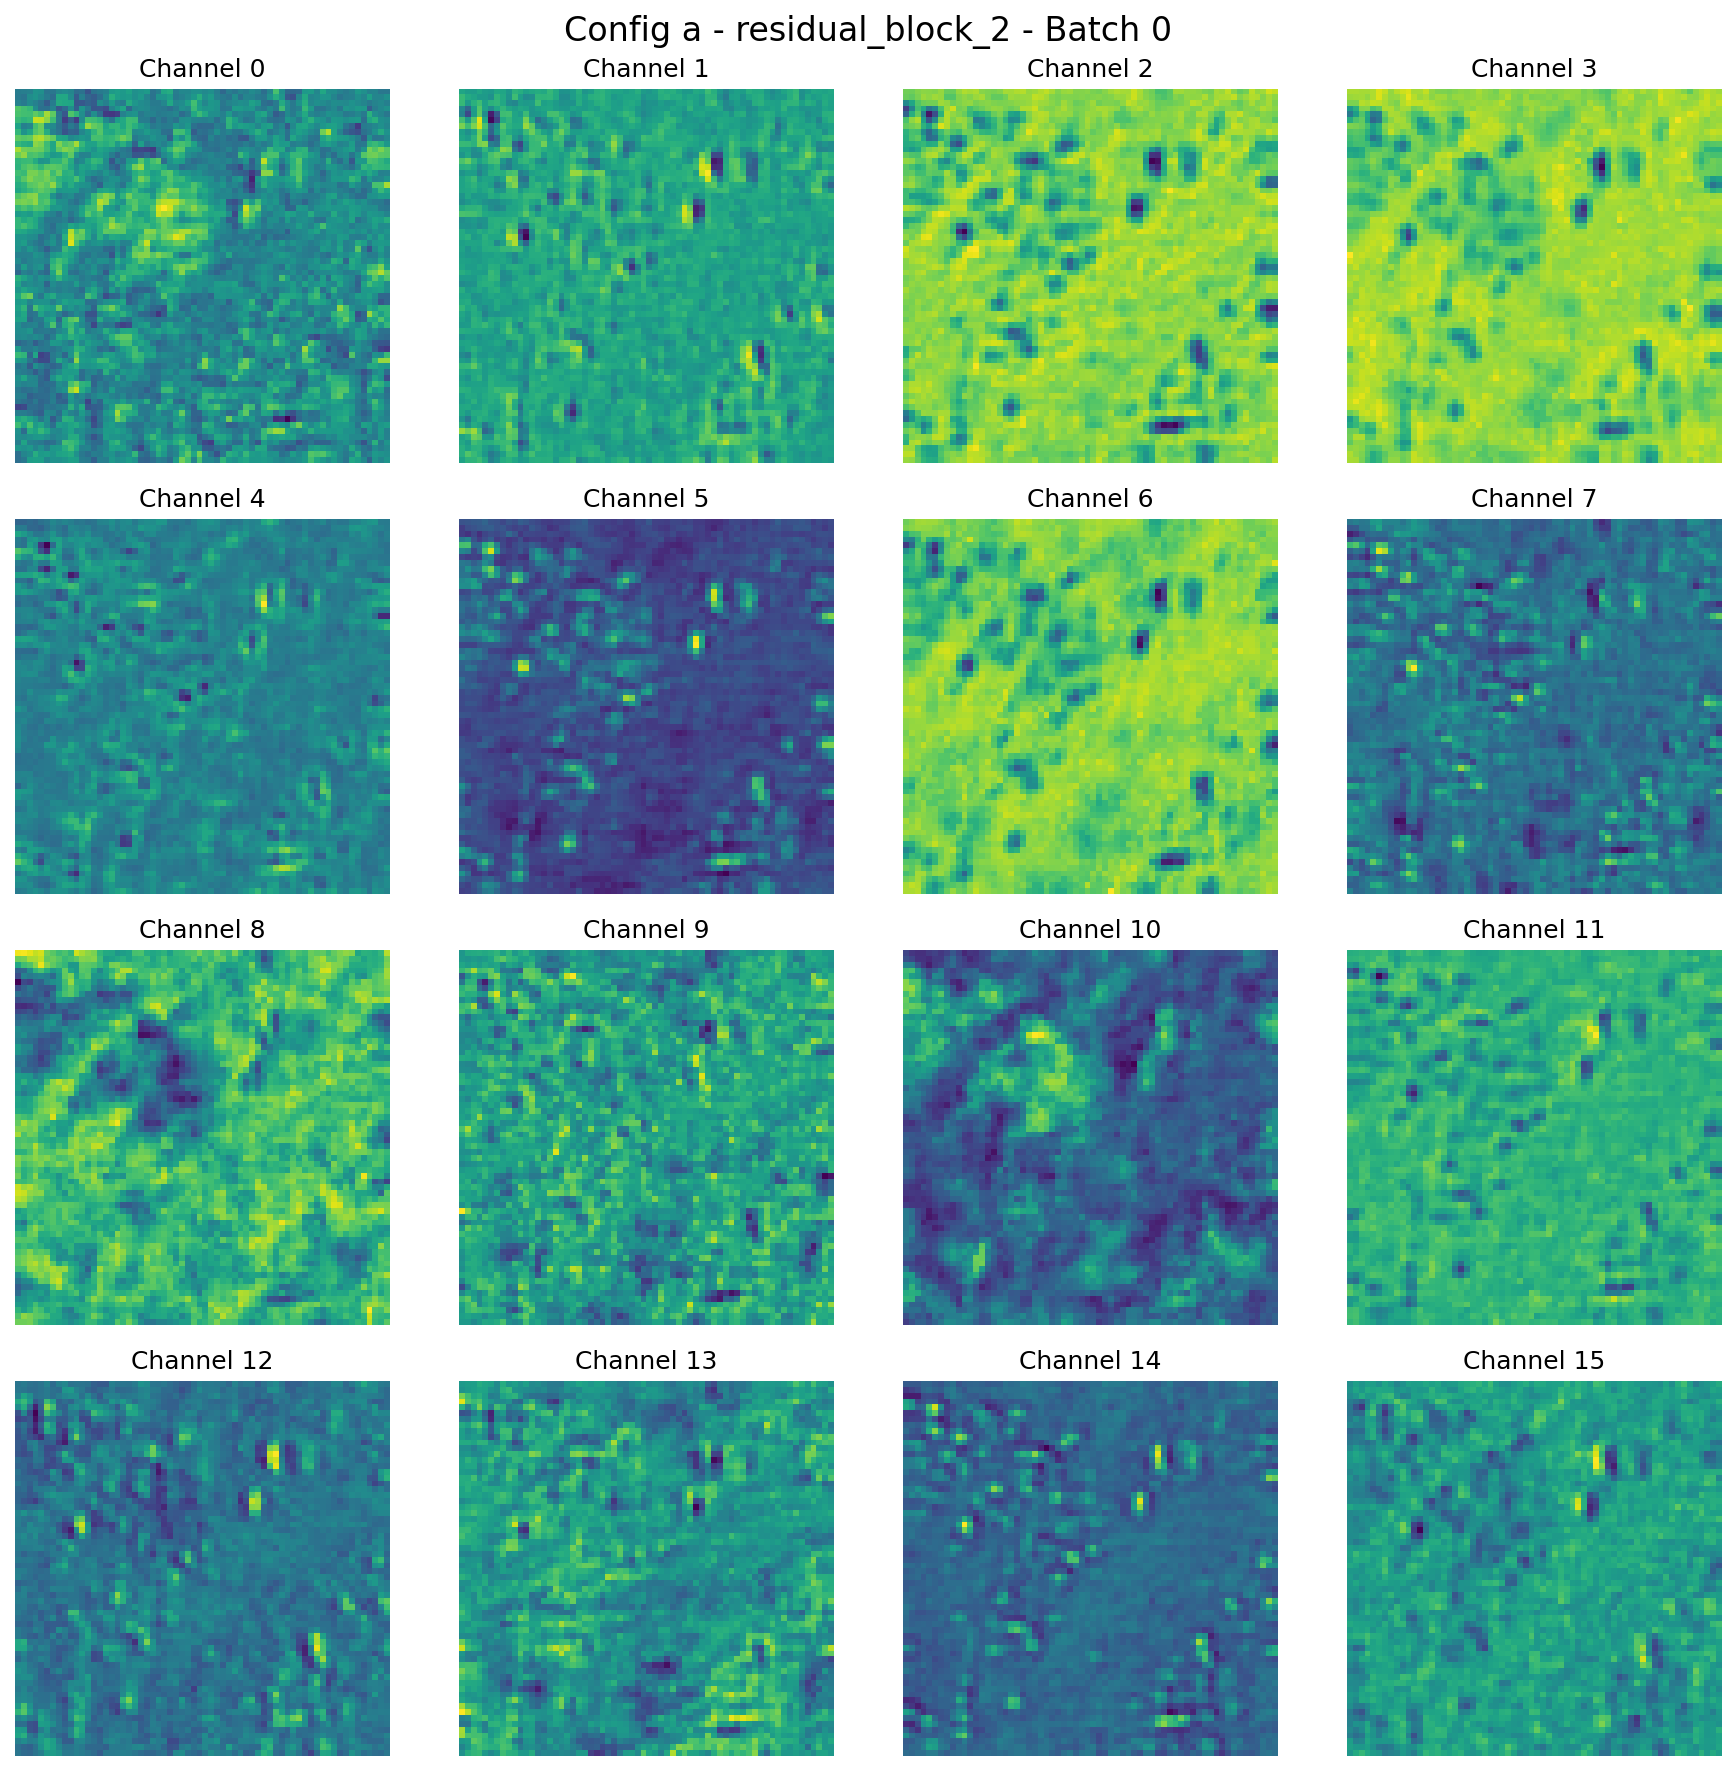 Config a - residual_block_2 - Batch 0
Channel 0
Channel 1
Channel 2
Channel 3
Channel 4
Channel 5
Channel 6
Channel 7
Channel 8
Channel 9
Channel 10
Channel 11
Channel 12
Channel 13
Channel 14
Channel 15